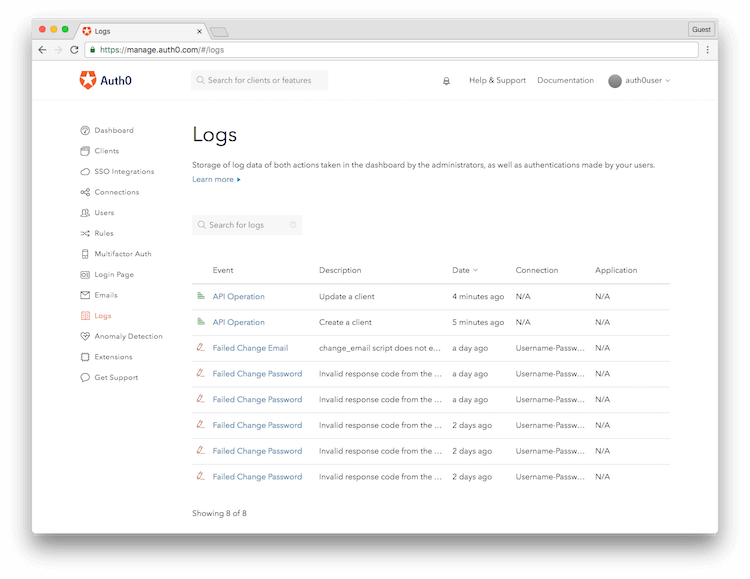 Logs
Guest
https://manage.auth0.com/#/logs
Auth0
Search for clients or features
Help & Support
Documentation
auth0user
Dashboard
Clients
SSO Integrations
Connections
Users
Rules
Multifactor Auth
Login Page
Emails
Logs
Anomaly Detection
Extensions
Get Support
Logs
Storage of log data of both actions taken in the dashboard by the administrators, as well as authentications made by your users.
Learn more
Search for logs
Event Description Date Connection Application
API Operation Update a client 4 minutes ago N/A N/A
API Operation Create a client 5 minutes ago N/A N/A
Failed Change Email change_email script does not e... a day ago Username-Passw... N/A
Failed Change Password Invalid response code from the ... a day ago Username-Passw... N/A
Failed Change Password Invalid response code from the ... a day ago Username-Passw... N/A
Failed Change Password Invalid response code from the ... 2 days ago Username-Passw... N/A
Failed Change Password Invalid response code from the ... 2 days ago Username-Passw... N/A
Failed Change Password Invalid response code from the ... 2 days ago Username-Passw... N/A
Showing 8 of 8